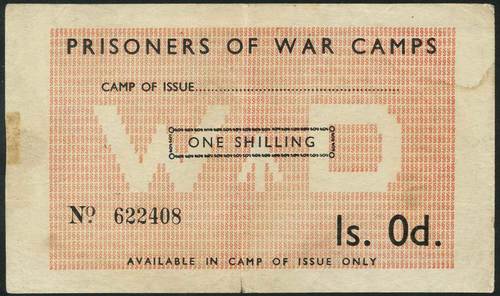 PRISONERS OF WAR CAMPS
CAMP OF ISSUE........................................
W D
ONE SHILLING
Nº 622408
1s. 0d.
AVAILABLE IN CAMP OF ISSUE ONLY